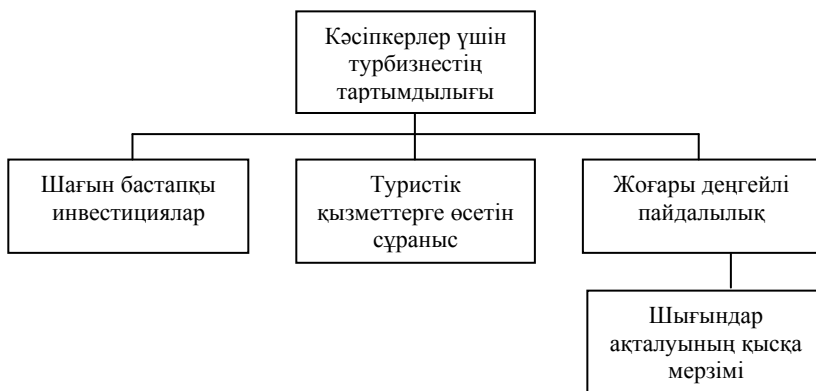 Кәсіпкерлер үшін
турбизнестің
тартымдылығы
Шағын бастапқы
инвестициялар
Туристік
қызметтерге өсетін
сұраныс
Жоғары деңгейлі
пайдалылық
Шығындар
ақталуының қысқа
мерзімі